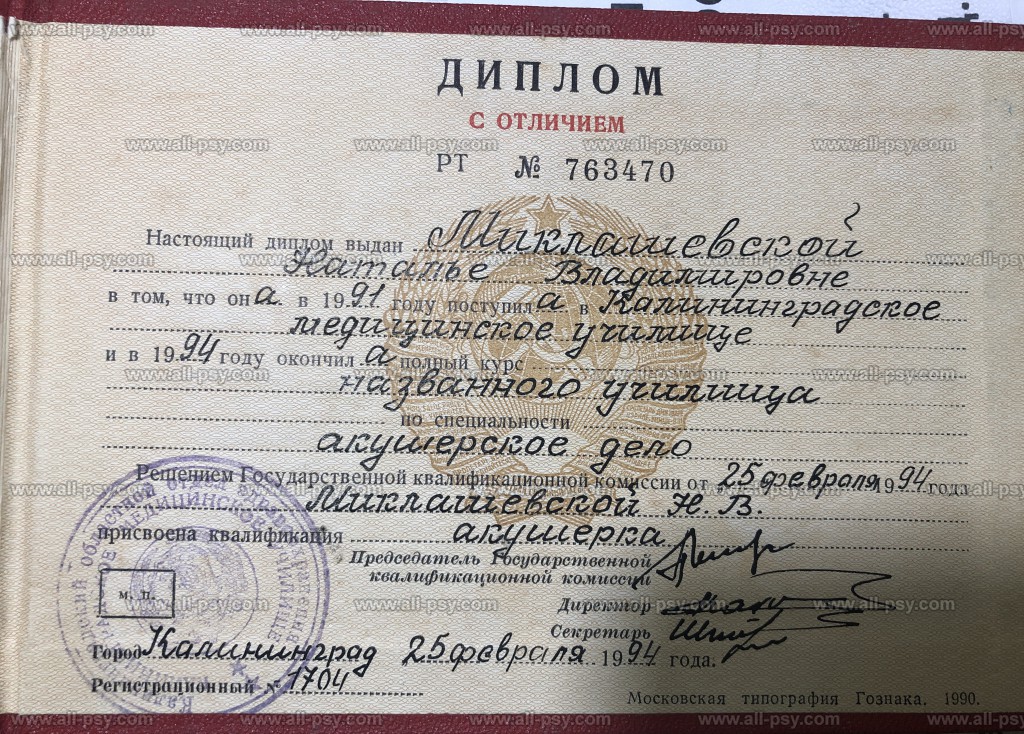 ДИПЛОМ
С ОТЛИЧИЕМ
РТ № 763470
Настоящий диплом выдан Миклашевской
Наталье Владимировне
в том, что она в 1991 году поступила в Калининградское
медицинское училище
и в 1994 году окончила полный курс
названного училища
по специальности
акушерское дело
Решением Государственной квалификационной комиссии от 25 февраля 1994 года
Миклашевской Н. В.
присвоена квалификация акушерка
Председатель Государственной
квалификационной комиссии
м. п.
Директор
Секретарь
Город Калининград 25 февраля 1994 года.
Регистрационный № 1704
Московская типография Гознака. 1990.
www.all-psy.com